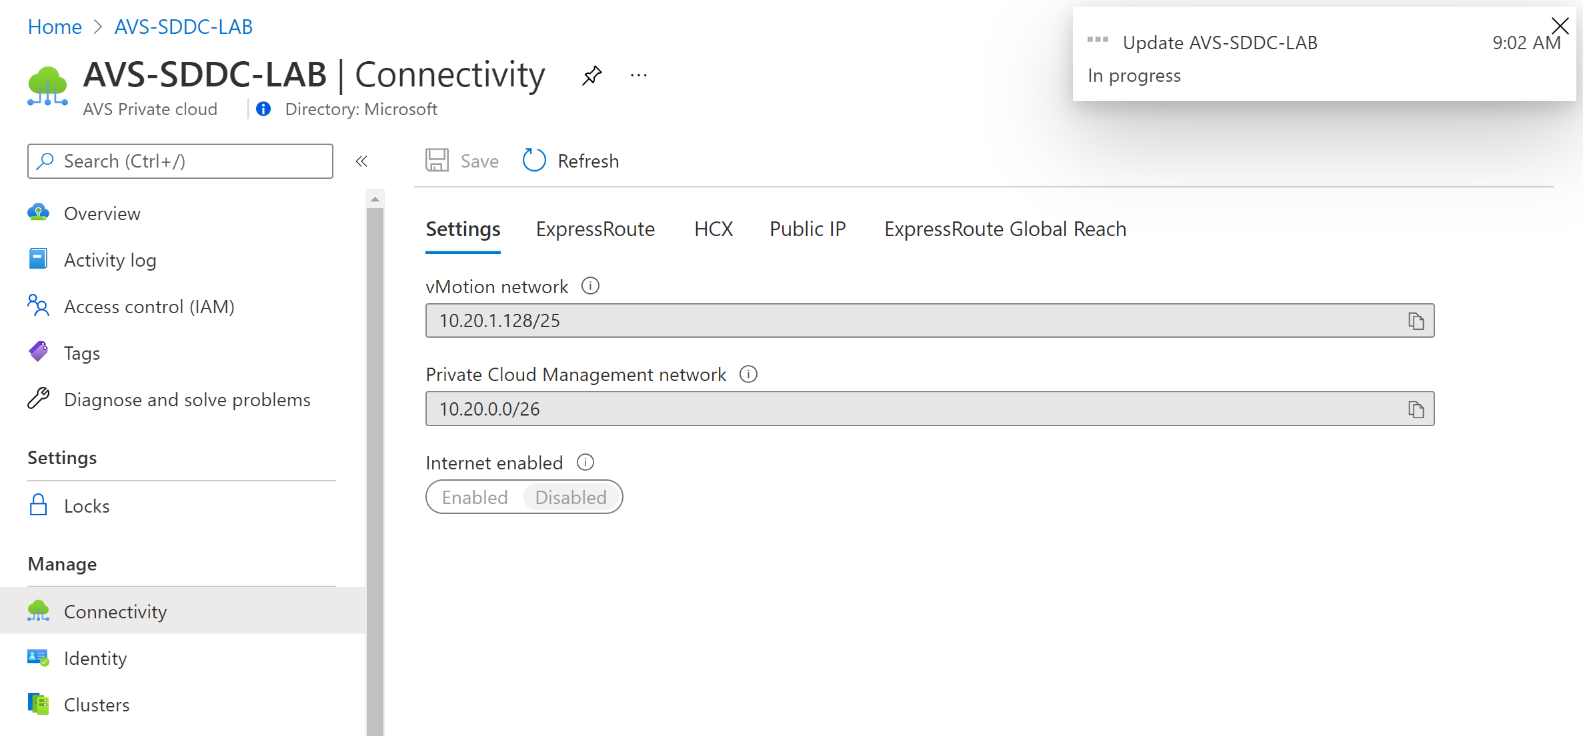 Home > AVS-SDDC-LAB
AVS-SDDC-LAB | Connectivity ...
AVS Private cloud
Directory: Microsoft
Update AVS-SDDC-LAB 9:02 AM
In progress
Search (Ctrl+/) «
Overview
Activity log
Access control (IAM)
Tags
Diagnose and solve problems
Settings
Locks
Manage
Connectivity
Identity
Clusters
Save Refresh
Settings ExpressRoute HCX Public IP ExpressRoute Global Reach
vMotion network
10.20.1.128/25
Private Cloud Management network
10.20.0.0/26
Internet enabled
Enabled Disabled